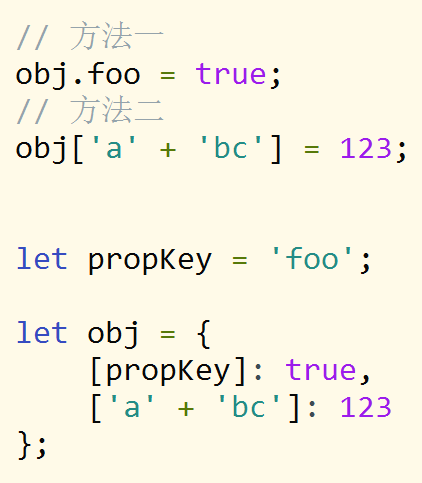 // 方法一
obj.foo = true;
// 方法二
obj['a' + 'bc'] = 123;
let propKey = 'foo';
let obj = {
    [propKey]: true,
    ['a' + 'bc']: 123
};